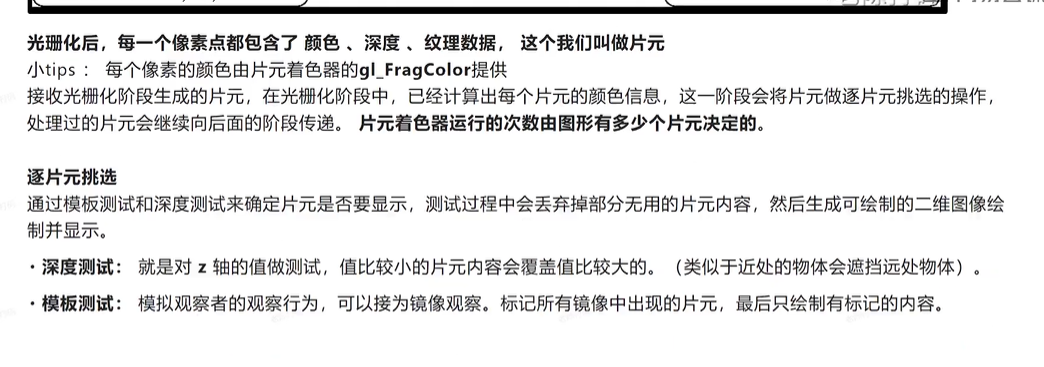 光珊化后，每一个像素点都包含了 颜色 、深度 、纹理数据， 这个我们叫做片元
小tips ： 每个像素的颜色由片元着色器的gl_FragColor提供
接收光栅化阶段生成的片元，在光栅化阶段中，已经计算出每个片元的颜色信息，这一阶段会将片元做逐片元挑选的操作，
处理过的片元会继续向后面的阶段传递。 片元着色器运行的次数由图形有多少个片元决定的。
逐片元挑选
通过模板测试和深度测试来确定片元是否要显示，测试过程中会丢弃掉部分无用的片元内容，然后生成可绘制的二维图像绘
制并显示。
· 深度测试： 就是对 z 轴的值做测试，值比较小的片元内容会覆盖值比较大的。（类似于近处的物体会遮挡远处物体）。
· 模板测试： 模拟观察者的观察行为，可以接为镜像观察。标记所有镜像中出现的片元，最后只绘制有标记的内容。